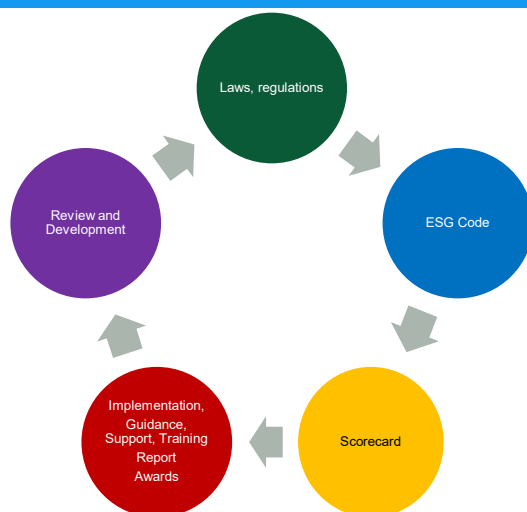 Laws, regulations
ESG Code
Scorecard
Implementation,
Guidance,
Support, Training
Report
Awards
Review and
Development